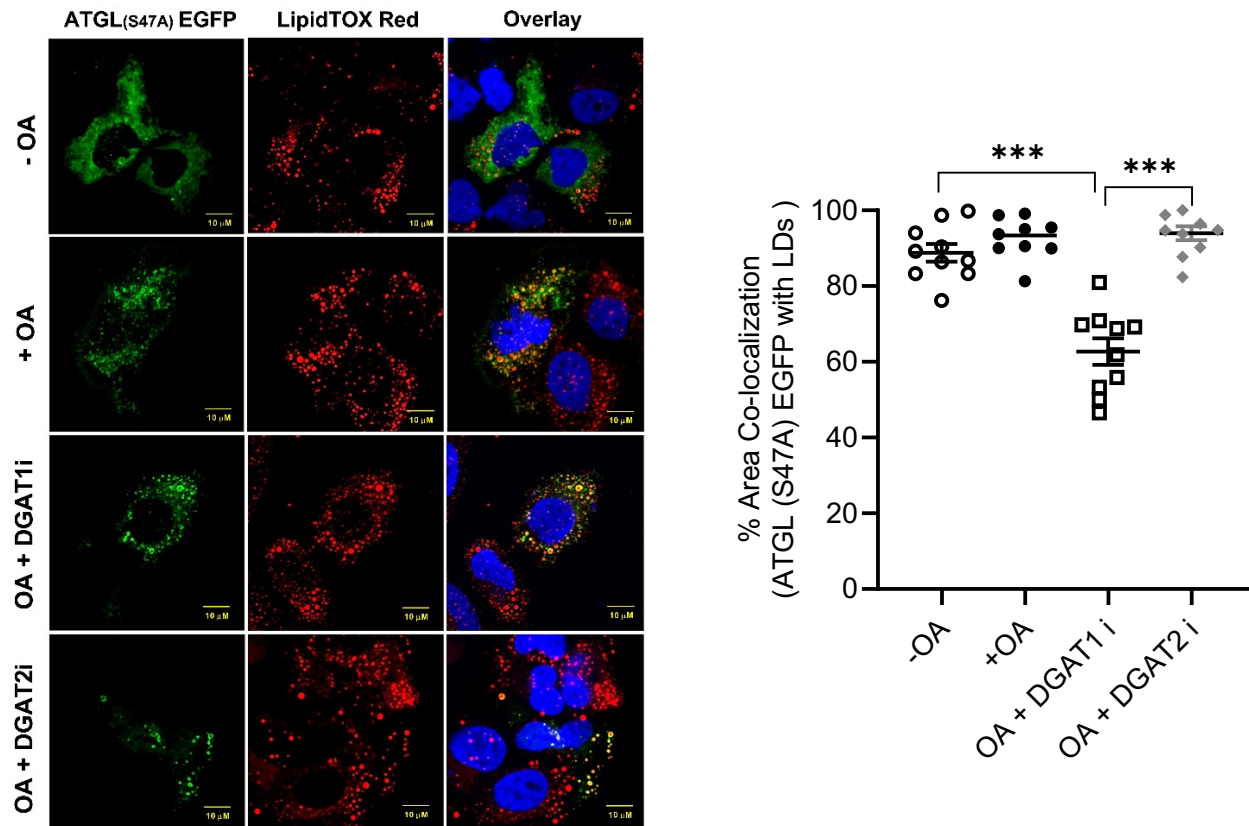 ATGL(S47A) EGFP LipidTOX Red Overlay
- OA
10 μM 10 μM 10 μM
+ OA
10 μM 10 μM 10 μM
OA + DGAT1i
10 μM 10 μM 10 μM
OA + DGAT2i
10 μM 10 μM 10 μM
*** ***
% Area Co-localization
(ATGL (S47A) EGFP with LDs )
100
80
60
40
20
0
-OA
+OA
OA + DGAT1 i
OA + DGAT2 i